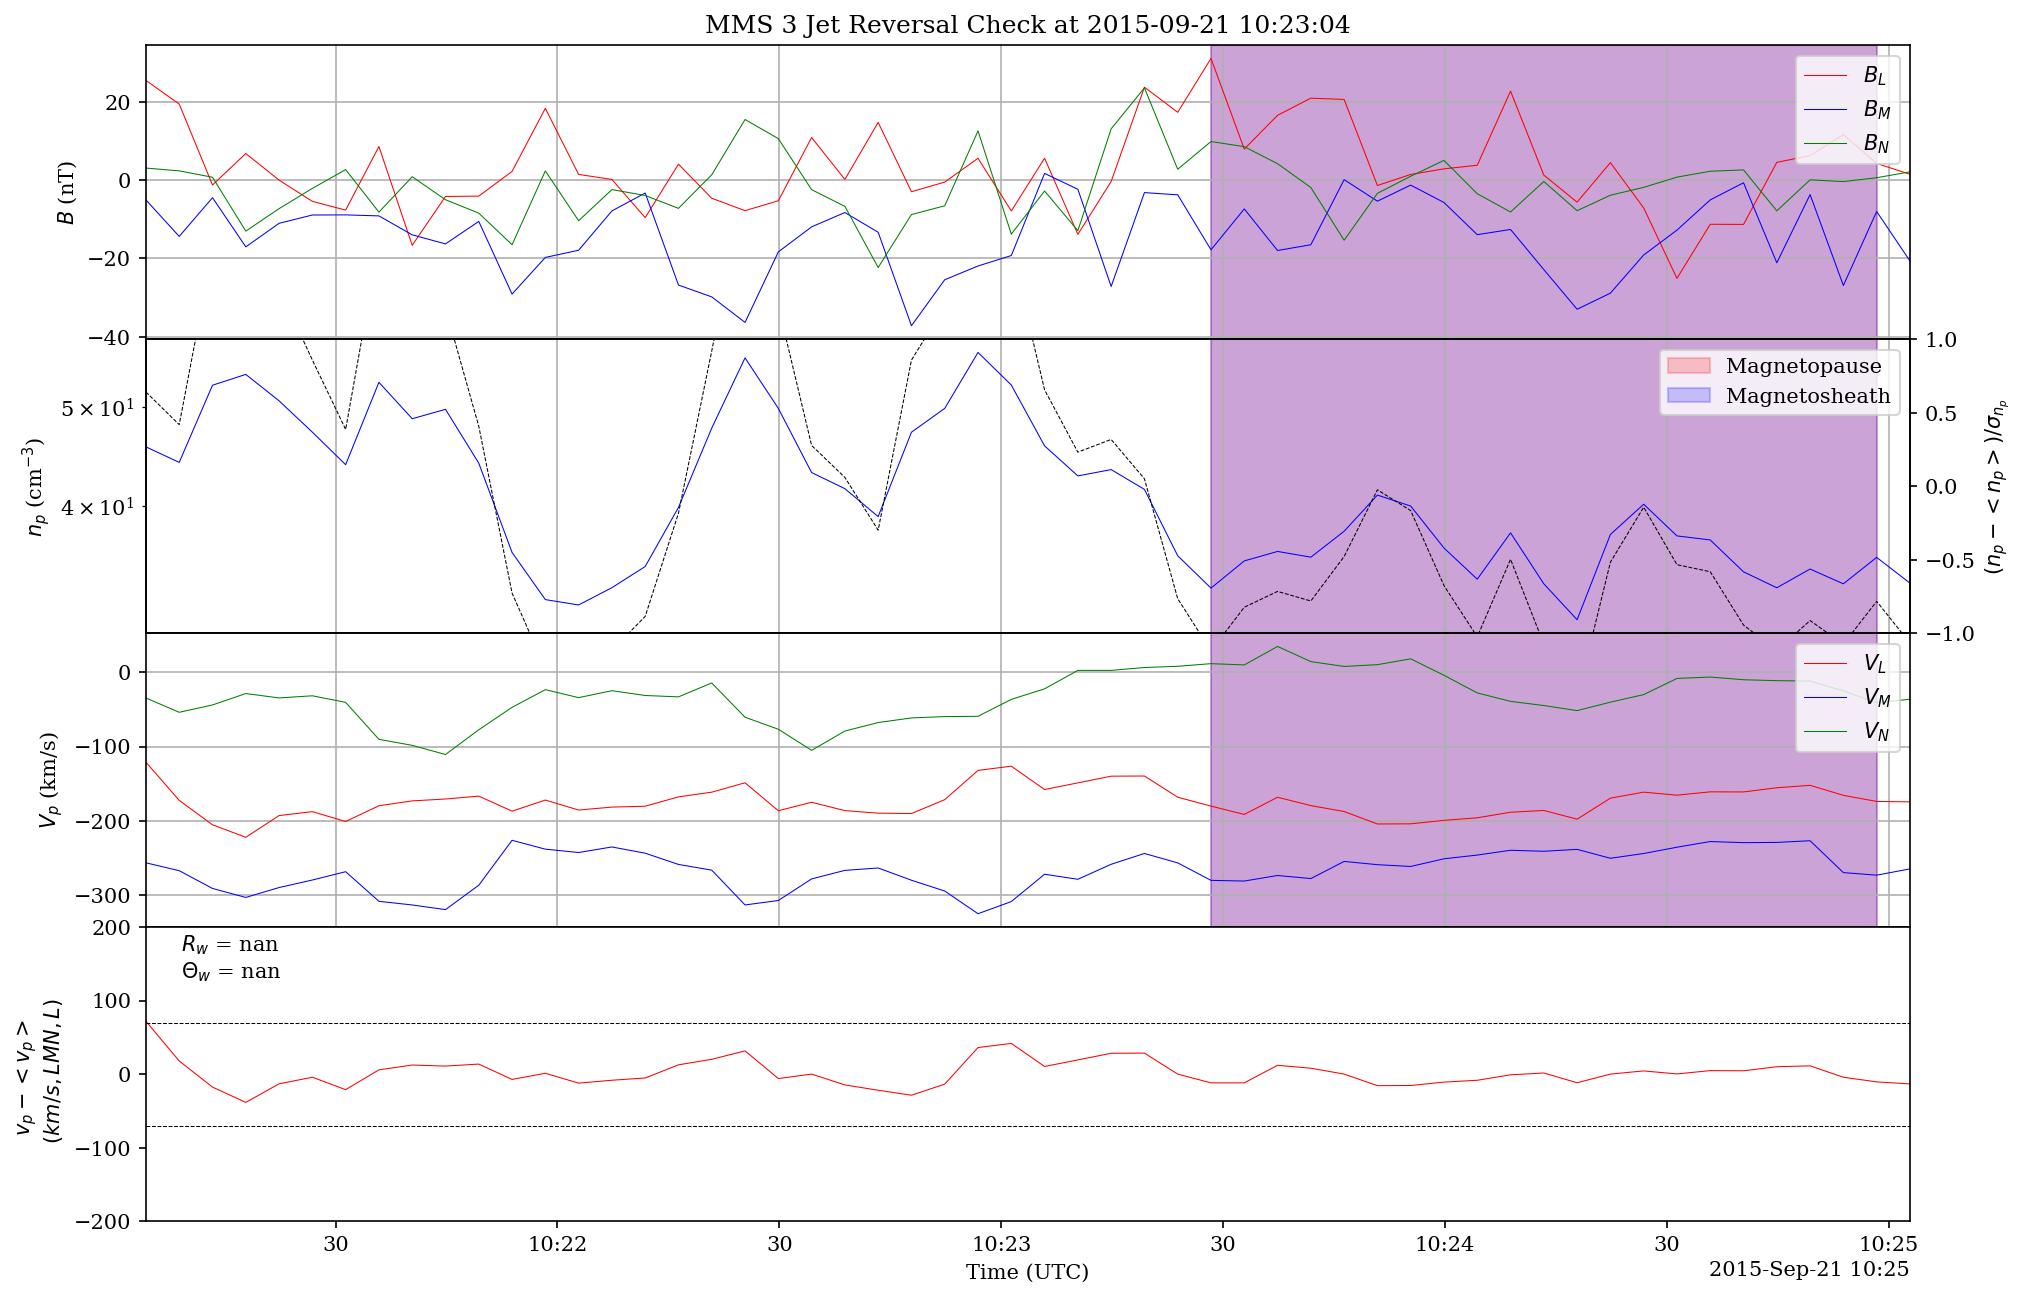 MMS 3 Jet Reversal Check at 2015-09-21 10:23:04
B (nT)
20
0
−20
−40
B_L
B_M
B_N
n_p (cm^{−3})
5 × 10^1
4 × 10^1
1.0
0.5
0.0
−0.5
−1.0
(n_p − < n_p >)/σ_{n_p}
Magnetopause
Magnetosheath
V_p (km/s)
0
−100
−200
−300
V_L
V_M
V_N
v_p − < v_p >
(km/s, LMN, L)
200
100
0
−100
−200
R_w = nan
Θ_w = nan
30
10:22
30
10:23
30
10:24
30
10:25
Time (UTC)
2015-Sep-21 10:25